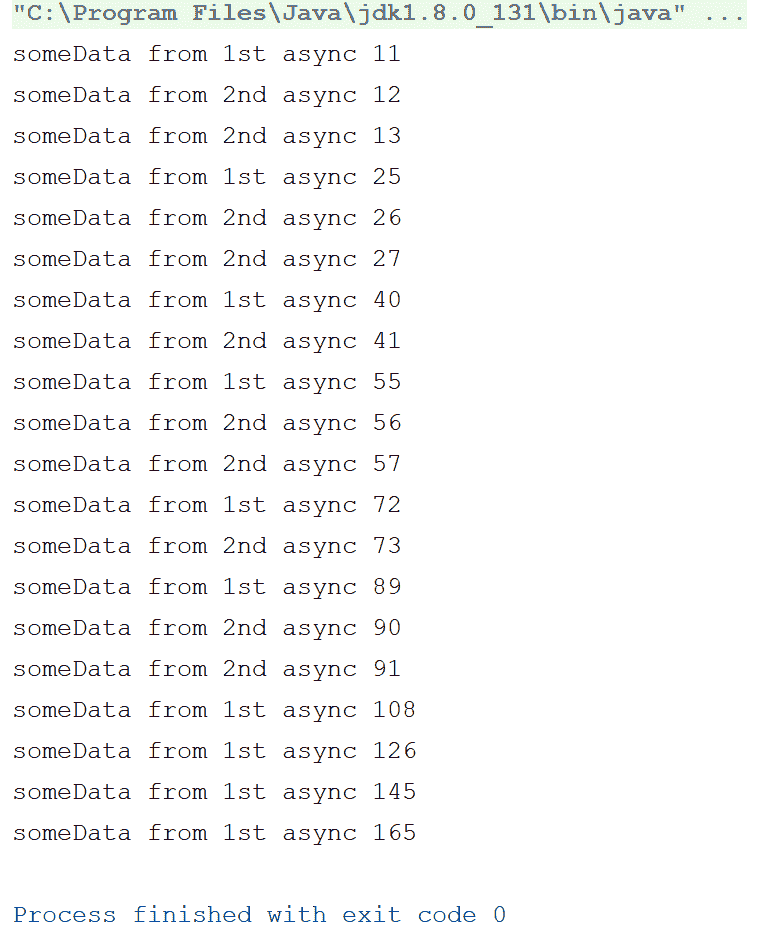 "C:\Program Files\Java\jdk1.8.0_131\bin\java" ...
someData from 1st async 11
someData from 2nd async 12
someData from 2nd async 13
someData from 1st async 25
someData from 2nd async 26
someData from 2nd async 27
someData from 1st async 40
someData from 2nd async 41
someData from 1st async 55
someData from 2nd async 56
someData from 2nd async 57
someData from 1st async 72
someData from 2nd async 73
someData from 1st async 89
someData from 2nd async 90
someData from 2nd async 91
someData from 1st async 108
someData from 1st async 126
someData from 1st async 145
someData from 1st async 165
Process finished with exit code 0